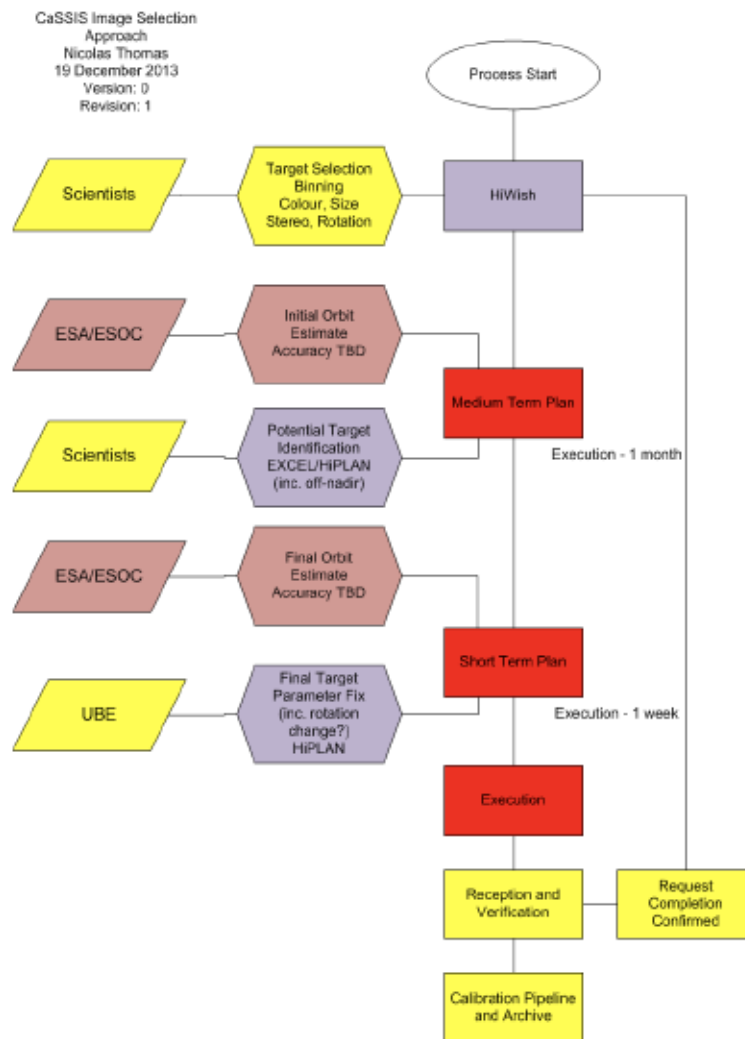 CaSSIS Image Selection
Approach
Nicolas Thomas
19 December 2013
Version: 0
Revision: 1
Process Start
Scientists
Target Selection
Binning
Colour, Size
Stereo, Rotation
HiWish
ESA/ESOC
Initial Orbit
Estimate
Accuracy TBD
Medium Term Plan
Scientists
Potential Target
Identification
EXCEL/HiPLAN
(inc. off-nadir)
Execution - 1 month
ESA/ESOC
Final Orbit
Estimate
Accuracy TBD
Short Term Plan
UBE
Final Target
Parameter Fix
(inc. rotation
change?)
HiPLAN
Execution - 1 week
Execution
Reception and
Verification
Request
Completion
Confirmed
Calibration Pipeline
and Archive